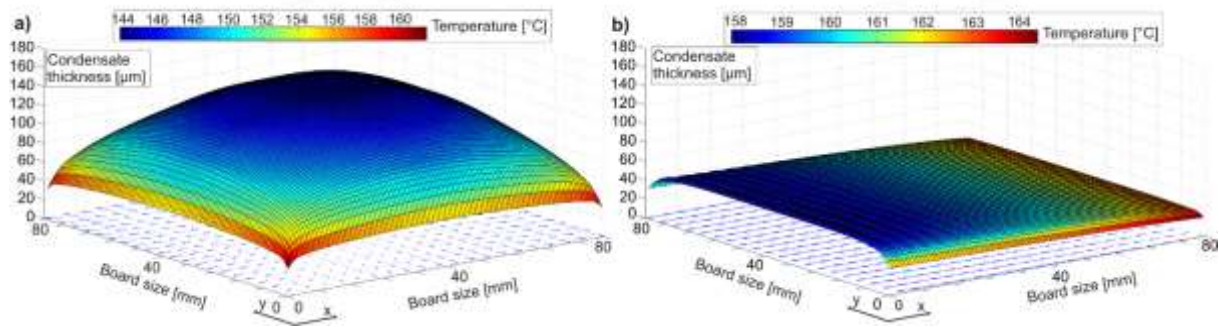 a)
144 146 148 150 152 154 156 158 160
Temperature [°C]
Condensate
thickness [µm]
180
160
140
120
100
80
60
40
20
0
80
40
Board size [mm]
y 0 0 x
40
80
Board size [mm]
b)
158 159 160 161 162 163 164
Temperature [°C]
Condensate
thickness [µm]
180
160
140
120
100
80
60
40
20
0
80
40
Board size [mm]
y 0 0 x
40
80
Board size [mm]